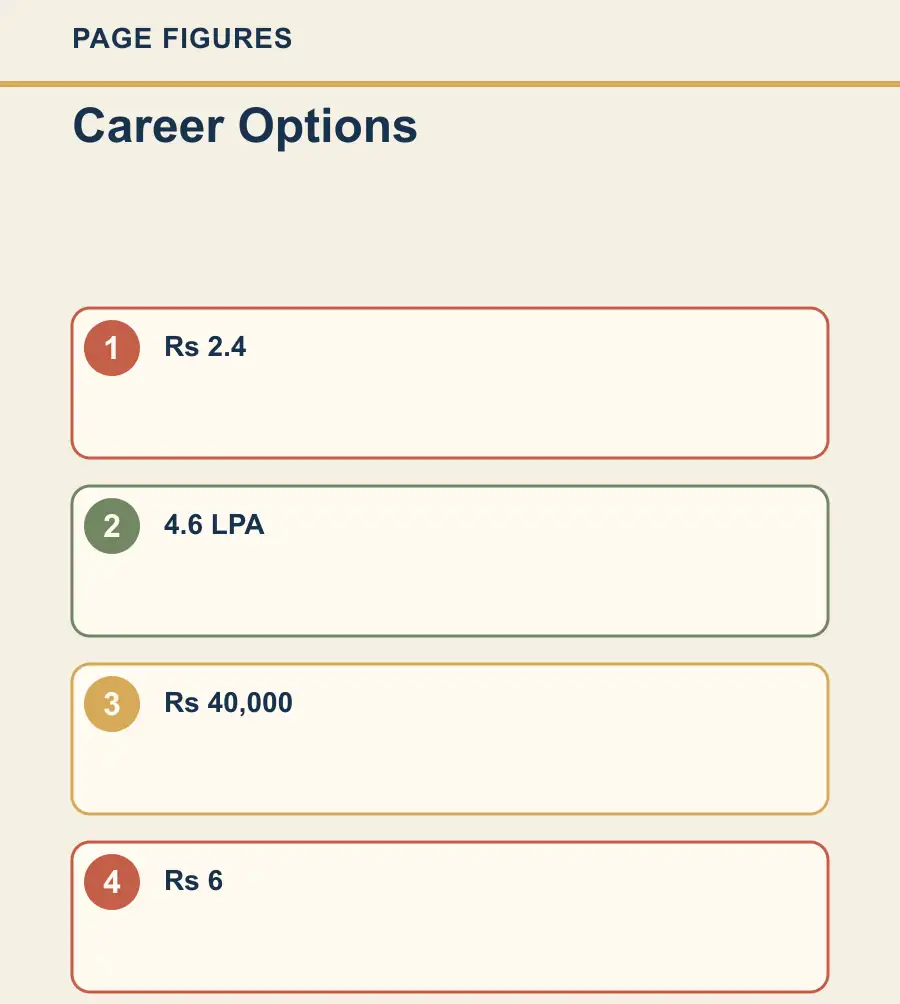 PAGE FIGURES
Career Options
1 Rs 2.4
2 4.6 LPA
3 Rs 40,000
4 Rs 6